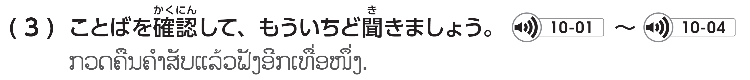 (3) ことばを確認して、もういちど聞きましょう。 10-01 ～ 10-04
ກວດຄືນຄຳສັບແລ້ວຟັງອີກເທື່ອໜຶ່ງ.